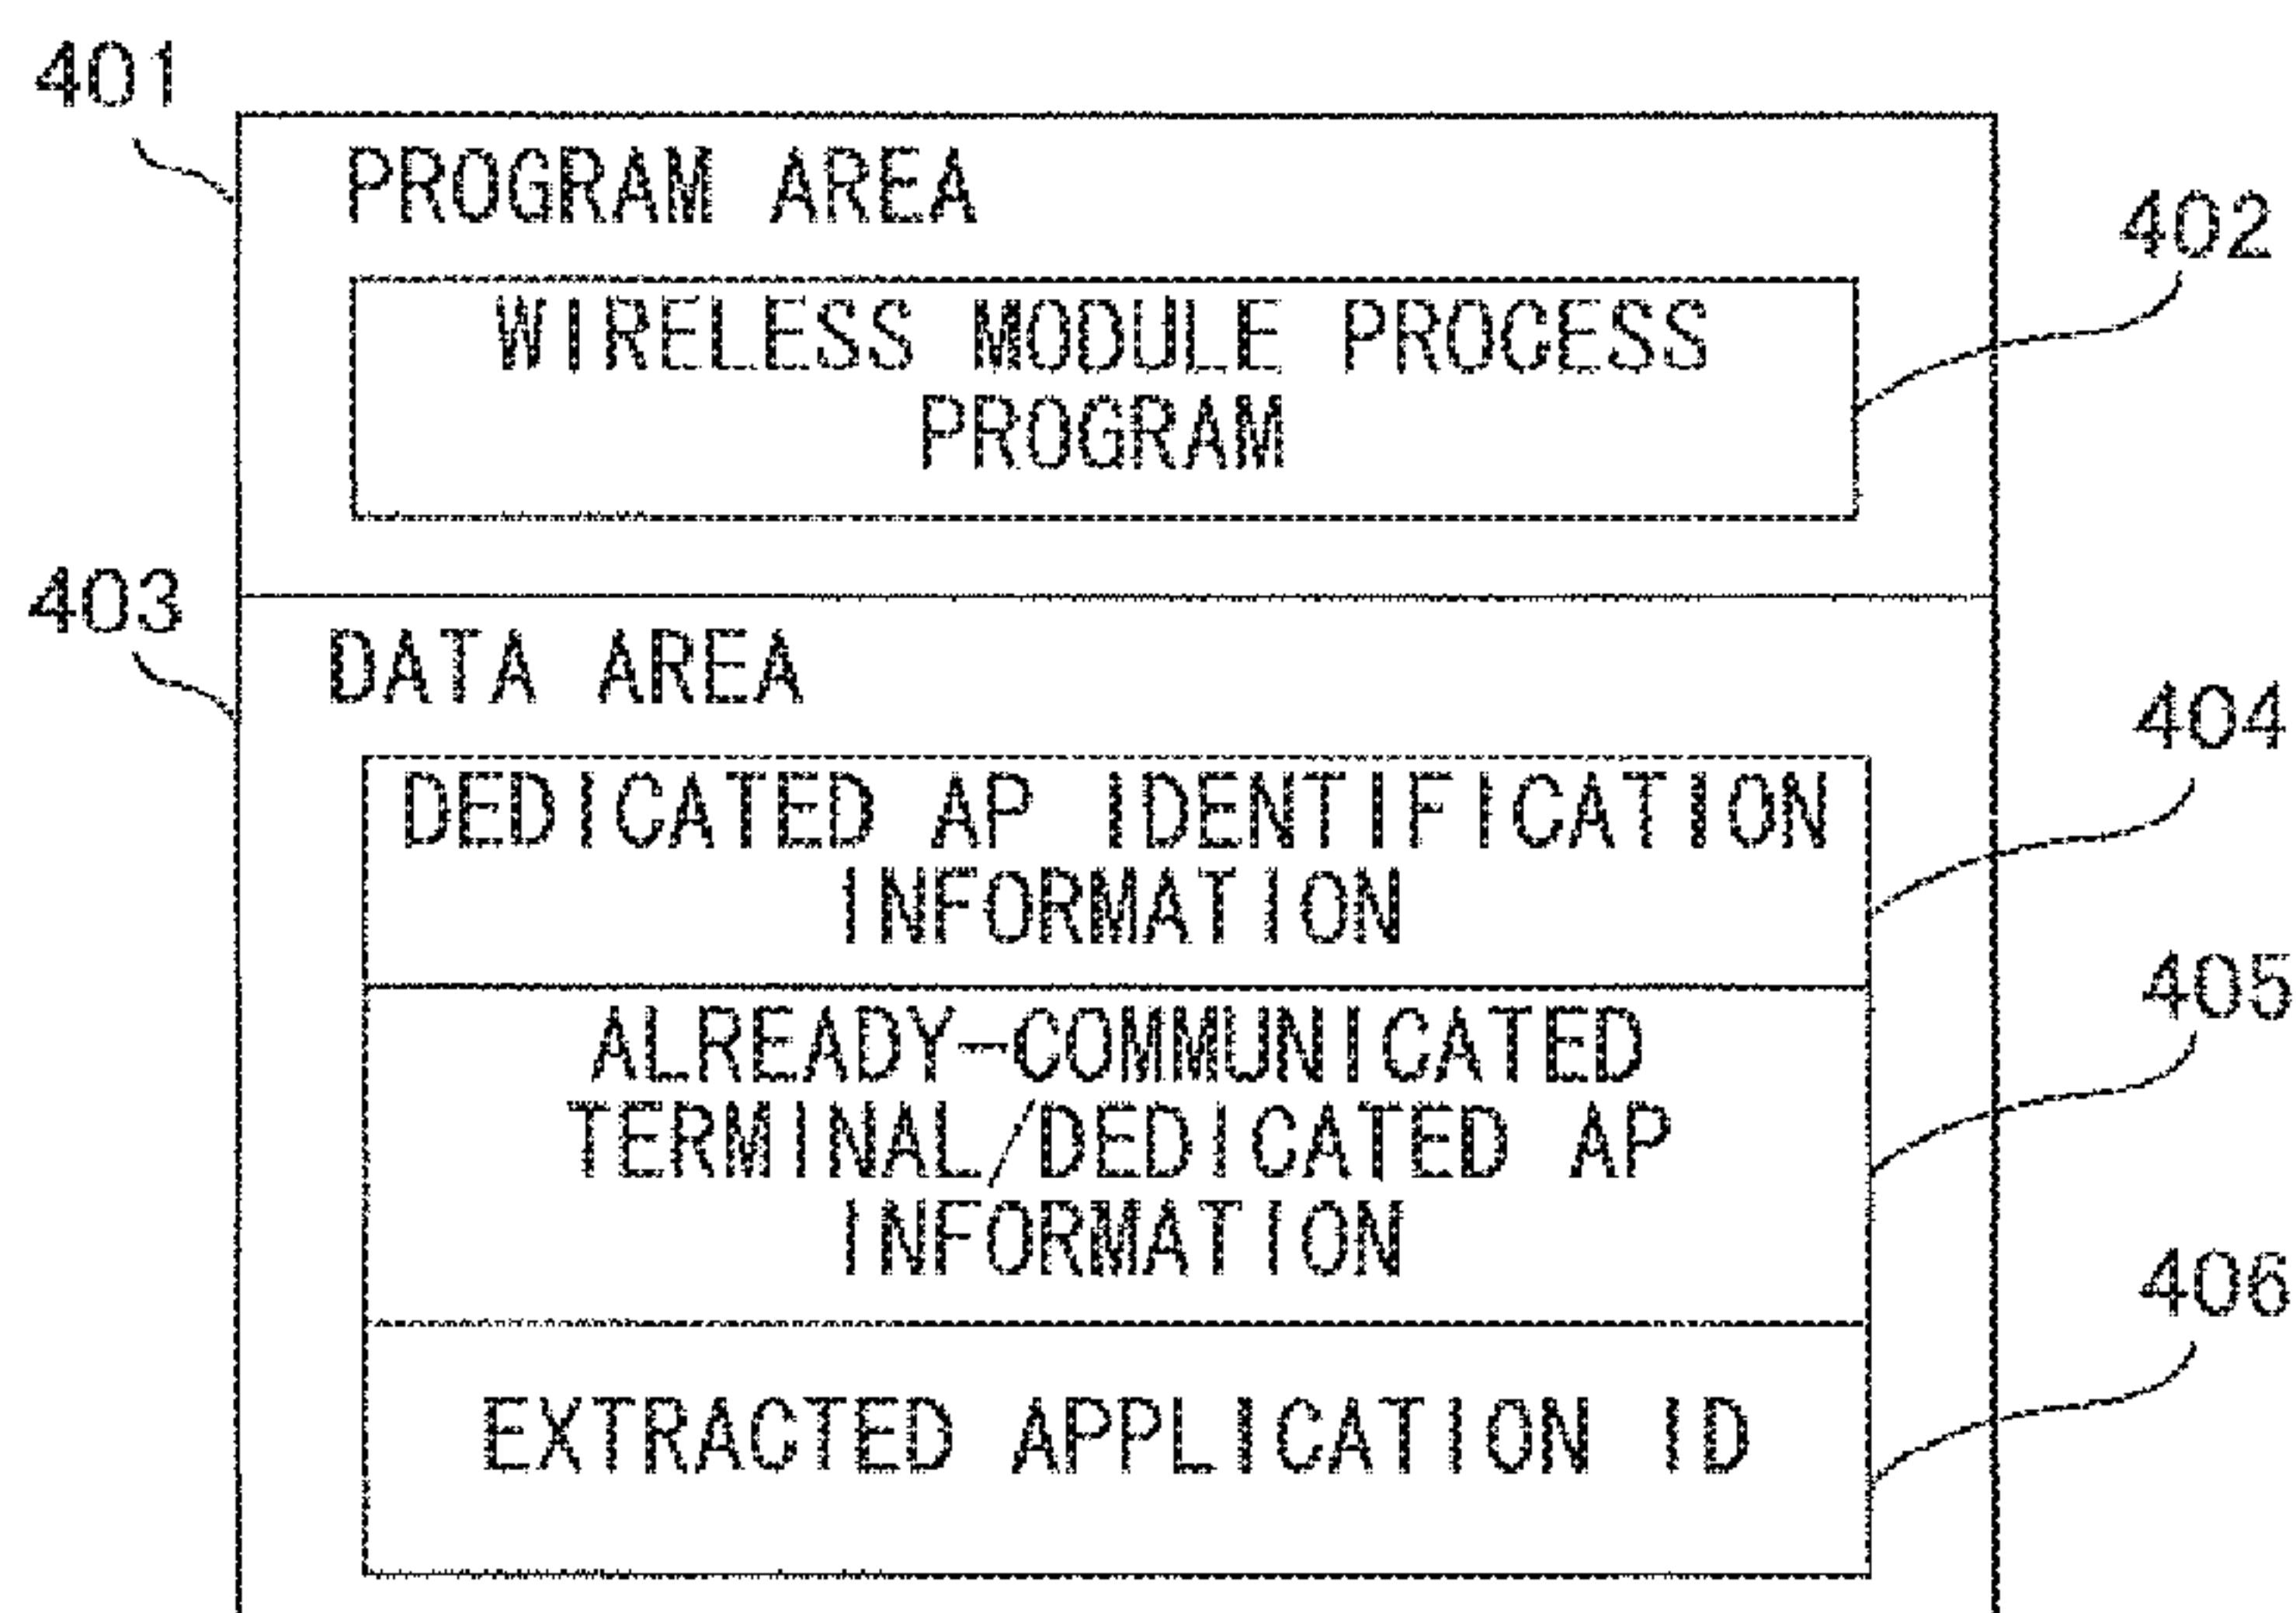 401
PROGRAM AREA
402
WIRELESS MODULE PROCESS
PROGRAM
403
DATA AREA
404
DEDICATED AP IDENTIFICATION
INFORMATION
405
ALREADY-COMMUNICATED
TERMINAL/DEDICATED AP
INFORMATION
406
EXTRACTED APPLICATION ID